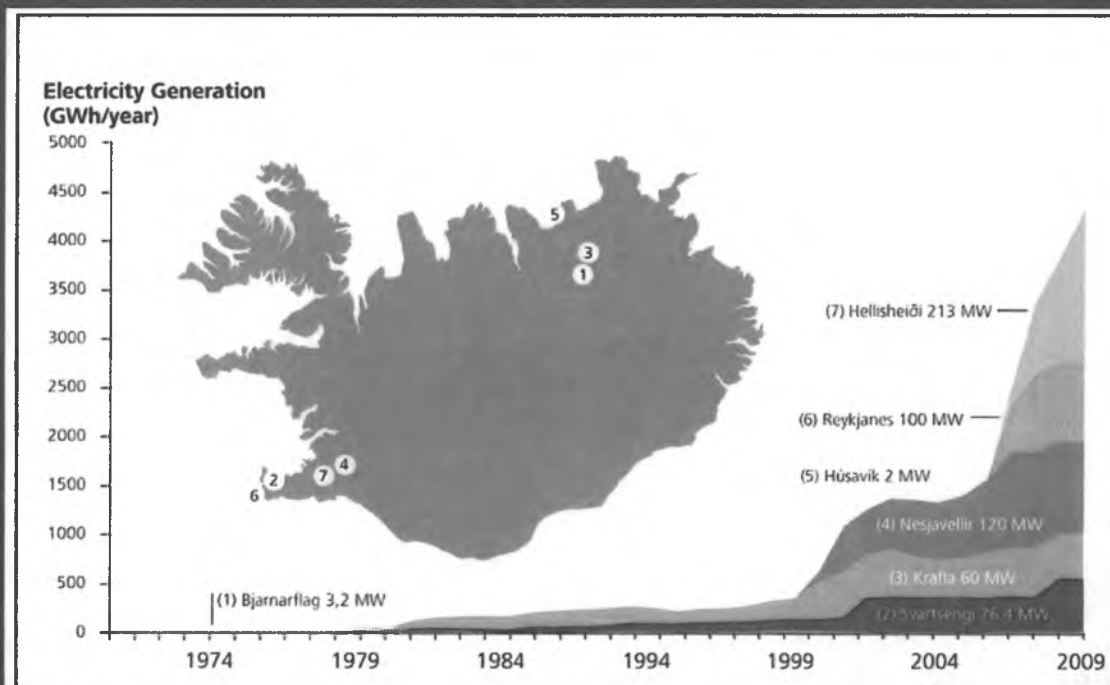 Electricity Generation
(GWh/year)
5000
4500
4000
3500
3000
2500
2000
1500
1000
500
0
5
3
1
2
7
4
6
(7) Hellisheiði 213 MW
(6) Reykjanes 100 MW
(5) Húsavík 2 MW
(4) Nesjavellir 120 MW
(3) Krafla 60 MW
(2) Svartsengi 76.4 MW
(1) Bjarnarflag 3,2 MW
1974 1979 1984 1994 1999 2004 2009